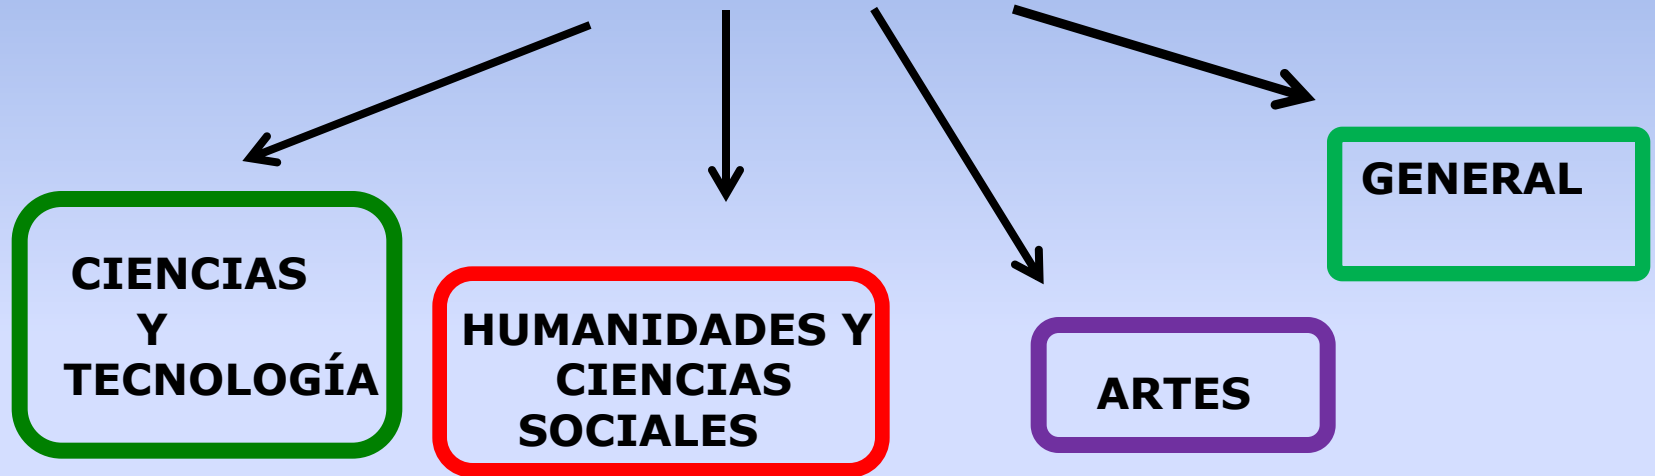 CIENCIAS
Y
TECNOLOGÍA
HUMANIDADES Y
CIENCIAS
SOCIALES
ARTES
GENERAL